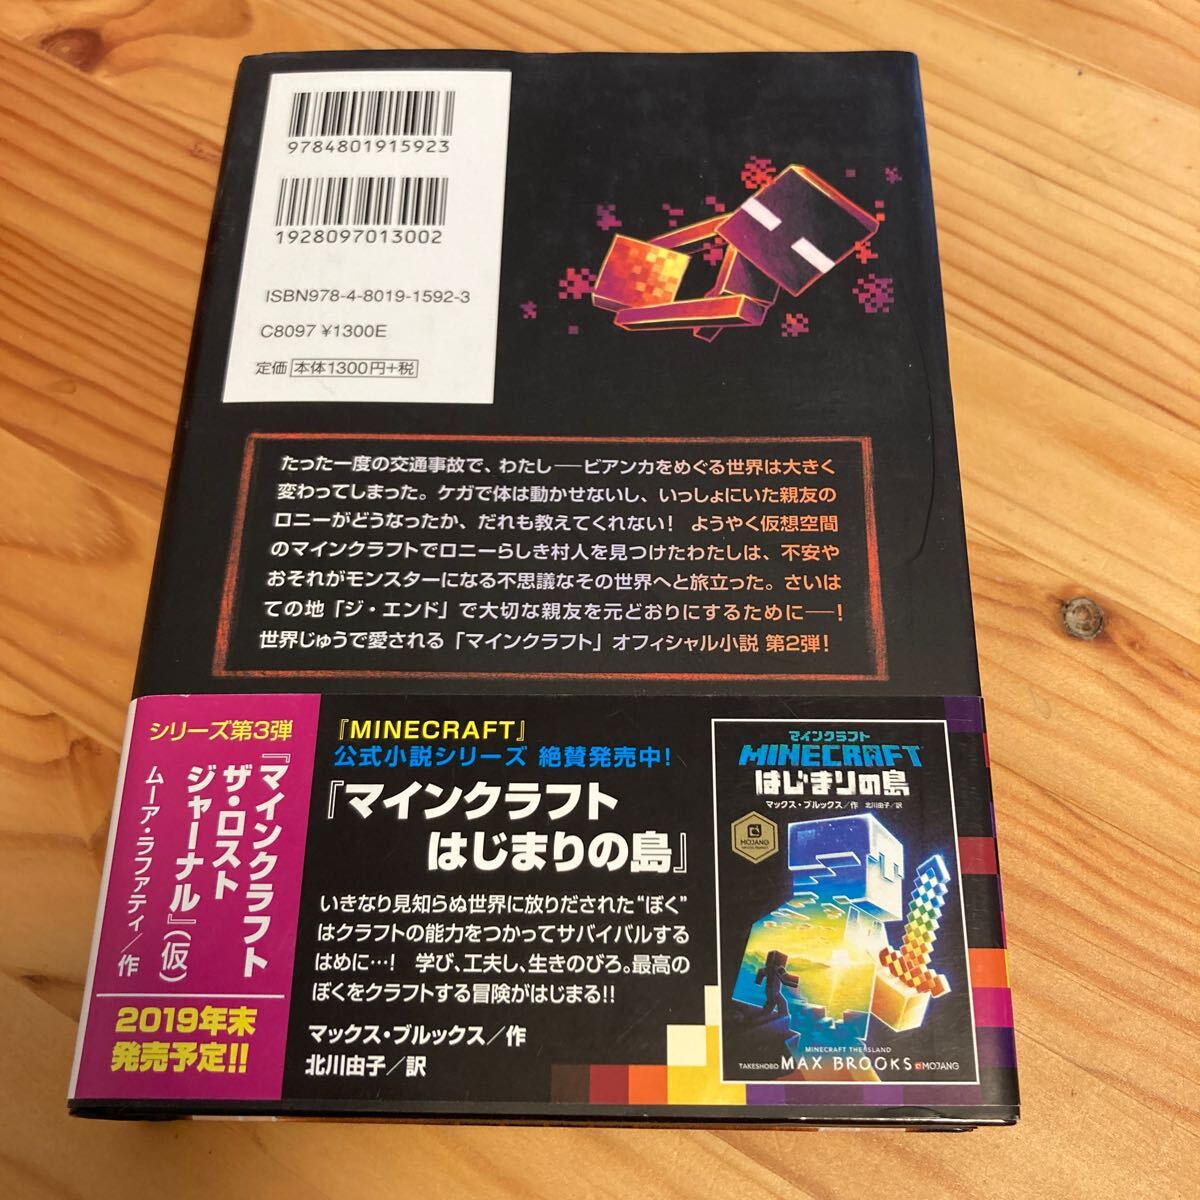 9784801915923
1928097013002
ISBN978-4-8019-1592-3
C8097 ¥1300E
定価 本体1300円+税
たった一度の交通事故で、わたし――ビアンカをめぐる世界は大きく
変わってしまった。ケガで体は動かせないし、いっしょにいた親友の
ロニーがどうなったか、だれも教えてくれない! ようやく仮想空間
のマインクラフトでロニーらしき村人を見つけたわたしは、不安や
おそれがモンスターになる不思議なその世界へと旅立った。さいは
ての地「ジ・エンド」で大切な親友を元どおりにするために――!
世界じゅうで愛される「マインクラフト」オフィシャル小説 第2弾!
シリーズ第3弾
『マインクラフト
ザ・ロスト
ジャーナル』(仮)
ムーア・ラファティ/作
2019年末
発売予定!!
『MINECRAFT』
公式小説シリーズ 絶賛発売中!
『マインクラフト
はじまりの島』
いきなり見知らぬ世界に放りだされた“ぼく”
はクラフトの能力をつかってサバイバルする
はめに…! 学び、工夫し、生きのびろ。最高の
ぼくをクラフトする冒険がはじまる!!
マックス・ブルックス/作
北川由子/訳
マインクラフト
MINECRAFT
はじまりの島
マックス・ブルックス/作 北川由子/訳
MOJANG
MINECRAFT THE ISLAND
TAKESHOBO MAX BROOKS MOJANG